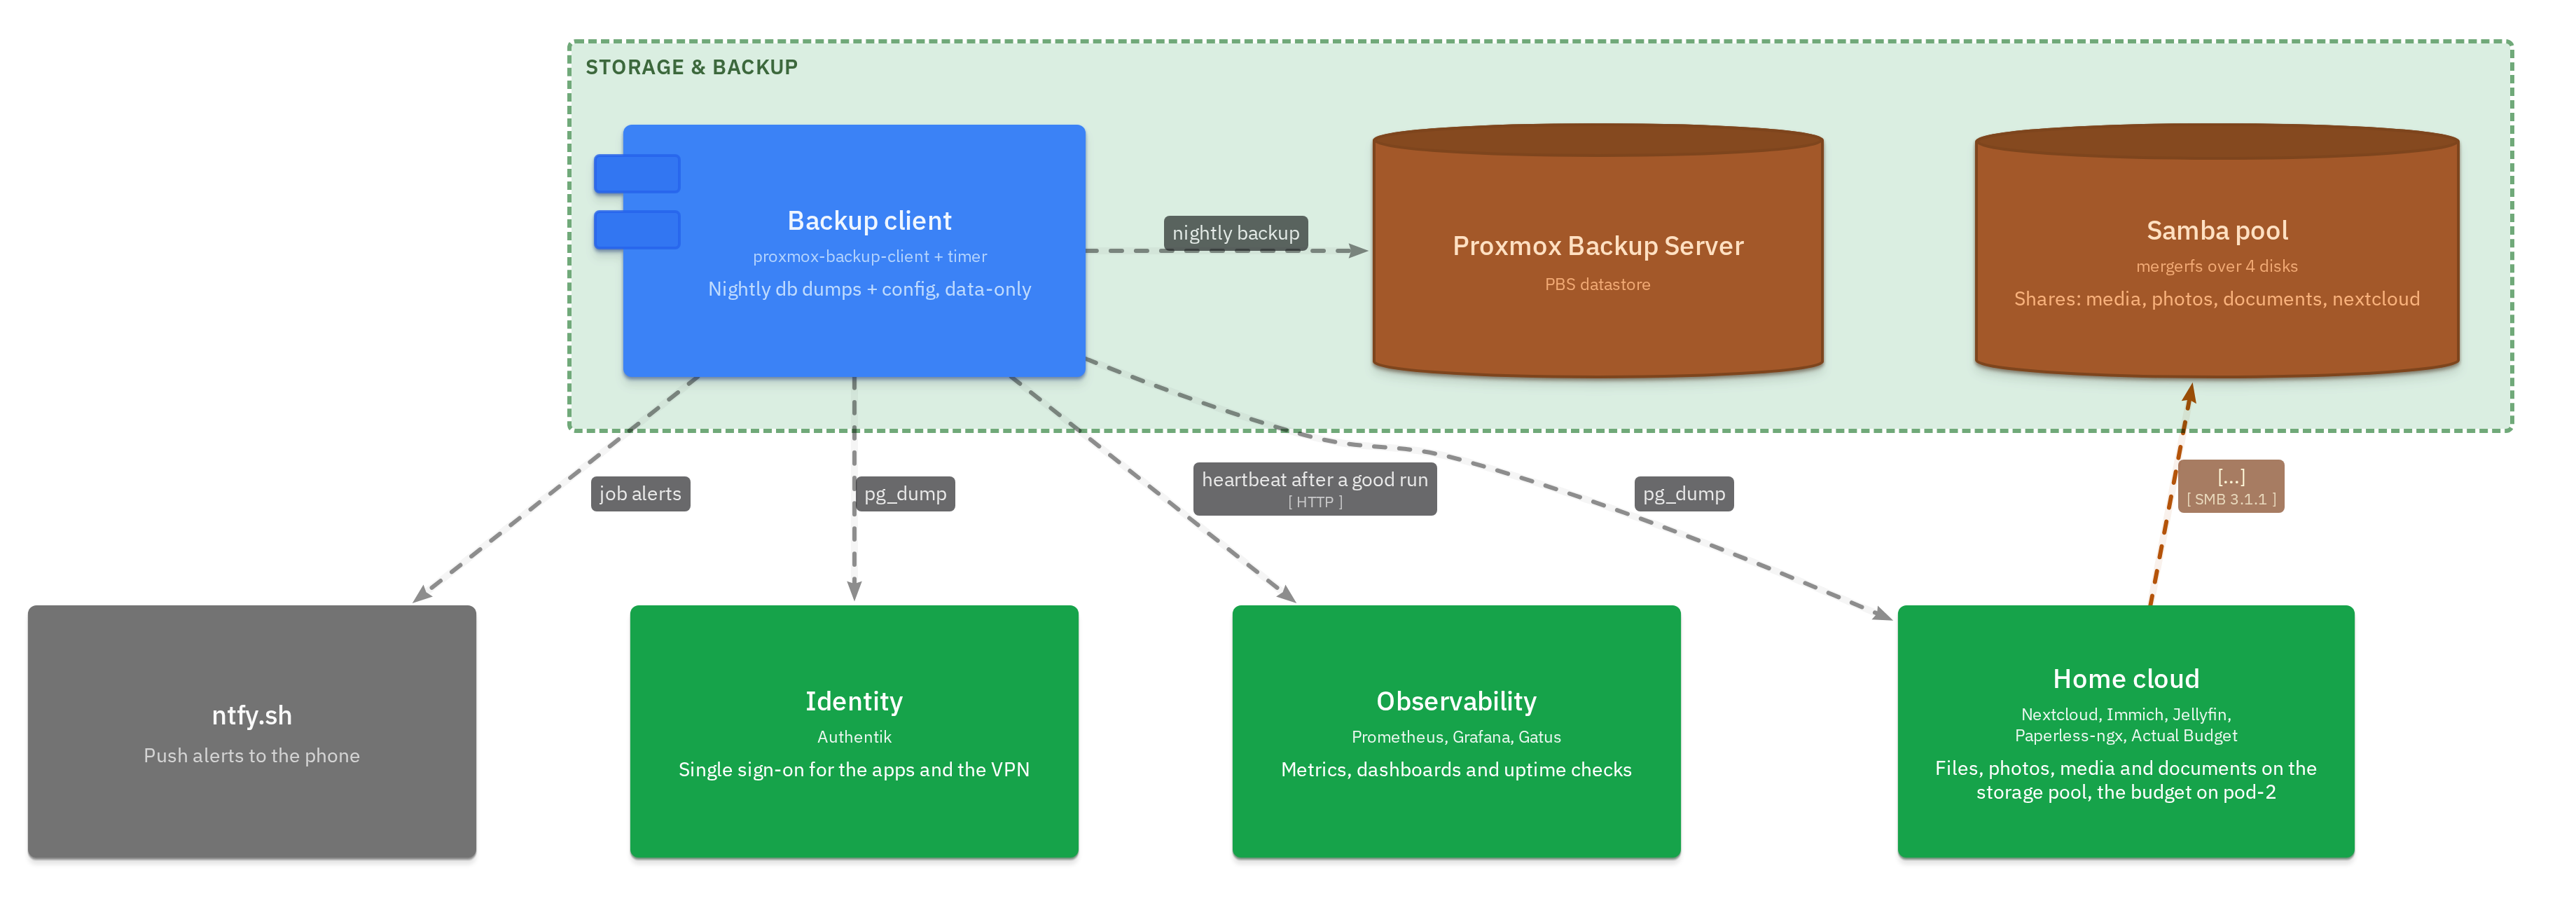 STORAGE & BACKUP
Backup client
proxmox-backup-client + timer
Nightly db dumps + config, data-only
nightly backup
Proxmox Backup Server
PBS datastore
Samba pool
mergerfs over 4 disks
Shares: media, photos, documents, nextcloud
job alerts
pg_dump
heartbeat after a good run
[ HTTP ]
pg_dump
[...]
[ SMB 3.1.1 ]
ntfy.sh
Push alerts to the phone
Identity
Authentik
Single sign-on for the apps and the VPN
Observability
Prometheus, Grafana, Gatus
Metrics, dashboards and uptime checks
Home cloud
Nextcloud, Immich, Jellyfin,
Paperless-ngx, Actual Budget
Files, photos, media and documents on the
storage pool, the budget on pod-2